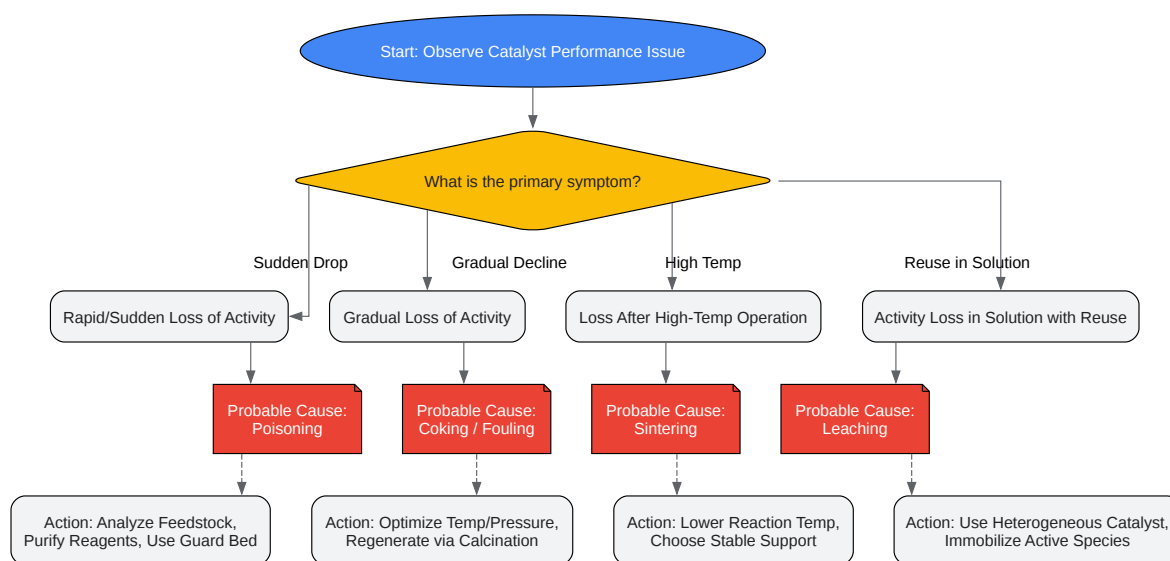 Start: Observe Catalyst Performance Issue
What is the primary symptom?
Sudden Drop
Gradual Decline
High Temp
Reuse in Solution
Rapid/Sudden Loss of Activity
Gradual Loss of Activity
Loss After High-Temp Operation
Activity Loss in Solution with Reuse
Probable Cause:
Poisoning
Probable Cause:
Coking / Fouling
Probable Cause:
Sintering
Probable Cause:
Leaching
Action: Analyze Feedstock,
Purify Reagents, Use Guard Bed
Action: Optimize Temp/Pressure,
Regenerate via Calcination
Action: Lower Reaction Temp,
Choose Stable Support
Action: Use Heterogeneous Catalyst,
Immobilize Active Species